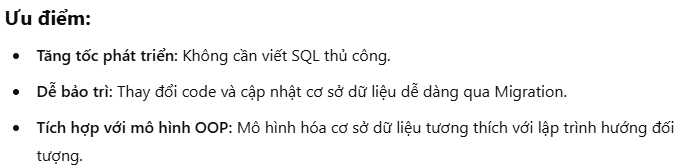 Ưu điểm:
• Tăng tốc phát triển: Không cần viết SQL thủ công.
• Dễ bảo trì: Thay đổi code và cập nhật cơ sở dữ liệu dễ dàng qua Migration.
• Tích hợp với mô hình OOP: Mô hình hóa cơ sở dữ liệu tương thích với lập trình hướng đối
tượng.